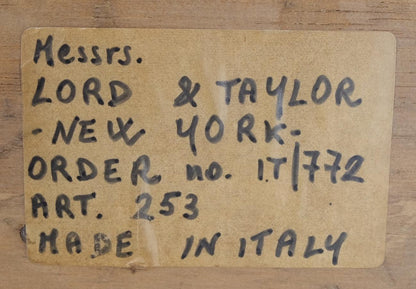 Messrs.
LORD & TAYLOR
-NEW YORK-
ORDER no. IT/772
ART. 253
MADE IN ITALY